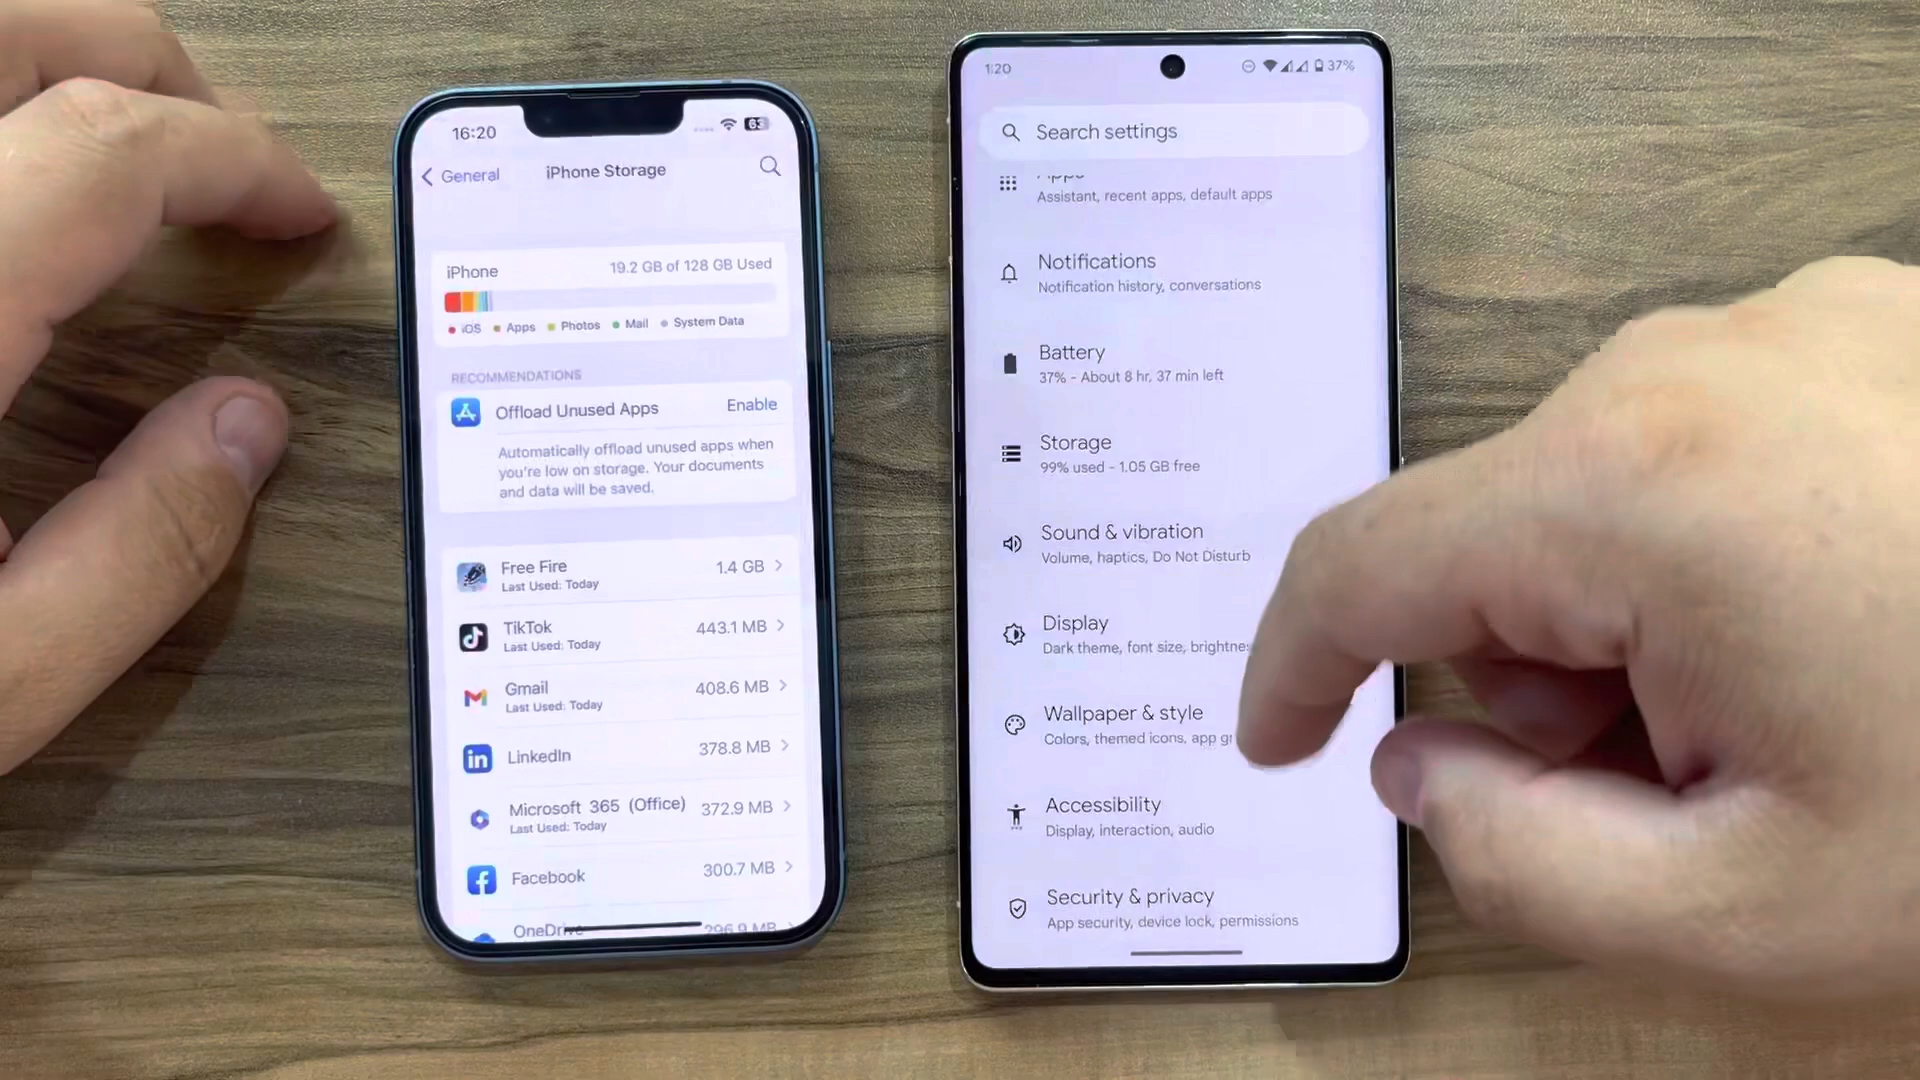 16:20
63
General
iPhone Storage
iPhone
19.2 GB of 128 GB Used
iOS
Apps
Photos
Mail
System Data
RECOMMENDATIONS
Offload Unused Apps
Enable
Automatically offload unused apps when
you're low on storage. Your documents
and data will be saved.
Free Fire
1.4 GB
Last Used: Today
TikTok
443.1 MB
Last Used: Today
Gmail
408.6 MB
Last Used: Today
LinkedIn
378.8 MB
Microsoft 365 (Office)
372.9 MB
Last Used: Today
Facebook
300.7 MB
OneDrive
296.9 MB
1:20
37%
Search settings
Apps
Assistant, recent apps, default apps
Notifications
Notification history, conversations
Battery
37% - About 8 hr, 37 min left
Storage
99% used - 1.05 GB free
Sound & vibration
Volume, haptics, Do Not Disturb
Display
Dark theme, font size, brightne
Wallpaper & style
Colors, themed icons, app gr
Accessibility
Display, interaction, audio
Security & privacy
App security, device lock, permissions